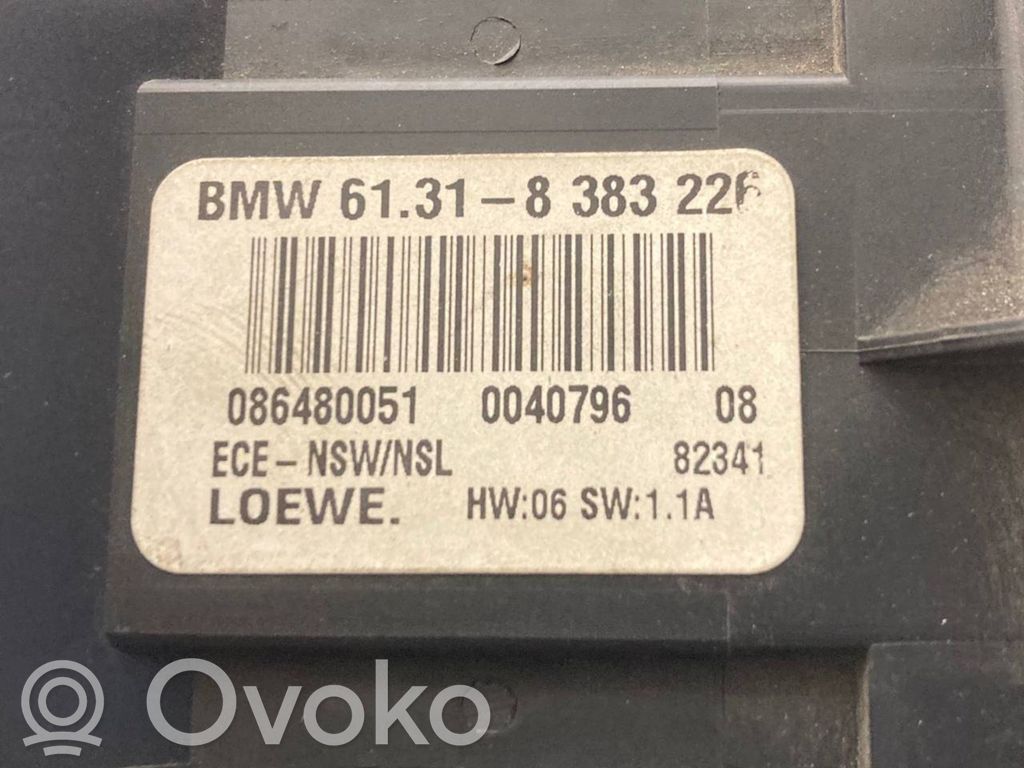 BMW 61.31-8 383 226
086480051 0040796 08
ECE-NSW/NSL 82341
LOEWE. HW:06 SW:1.1A
Ovoko